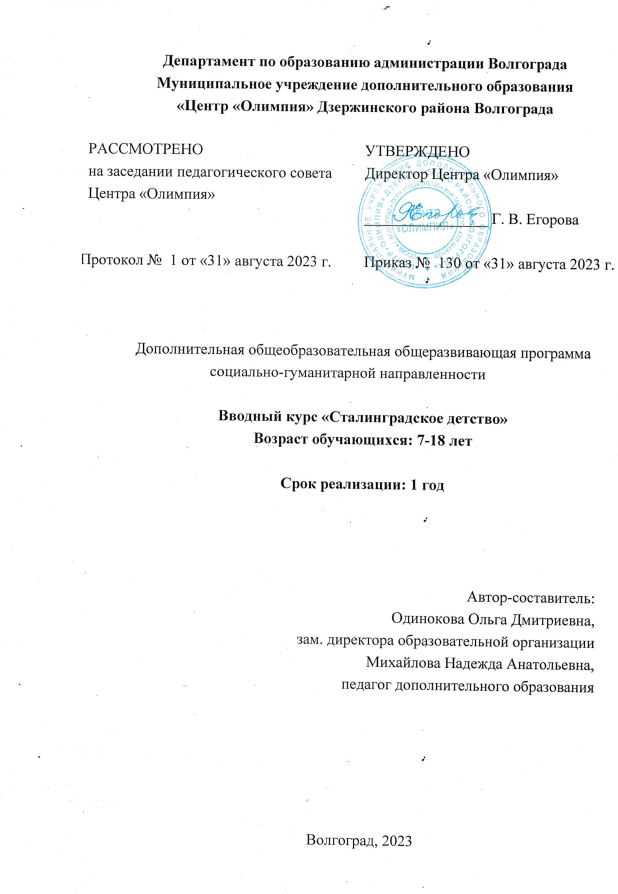 Департамент по образованию администрации Волгограда
Муниципальное учреждение дополнительного образования
«Центр «Олимпия» Дзержинского района Волгограда
РАССМОТРЕНО
на заседании педагогического совета
Центра «Олимпия»
Протокол № 1 от «31» августа 2023 г.
УТВЕРЖДЕНО
Директор Центра «Олимпия»
Г. В. Егорова
ЦЕНТР
«ОЛИМПИЯ»
Приказ № 130 от «31» августа 2023 г.
Дополнительная общеобразовательная общеразвивающая программа
социально-гуманитарной направленности
Вводный курс «Сталинградское детство»
Возраст обучающихся: 7-18 лет
Срок реализации: 1 год
Автор-составитель:
Одинокова Ольга Дмитриевна,
зам. директора образовательной организации
Михайлова Надежда Анатольевна,
педагог дополнительного образования
Волгоград, 2023